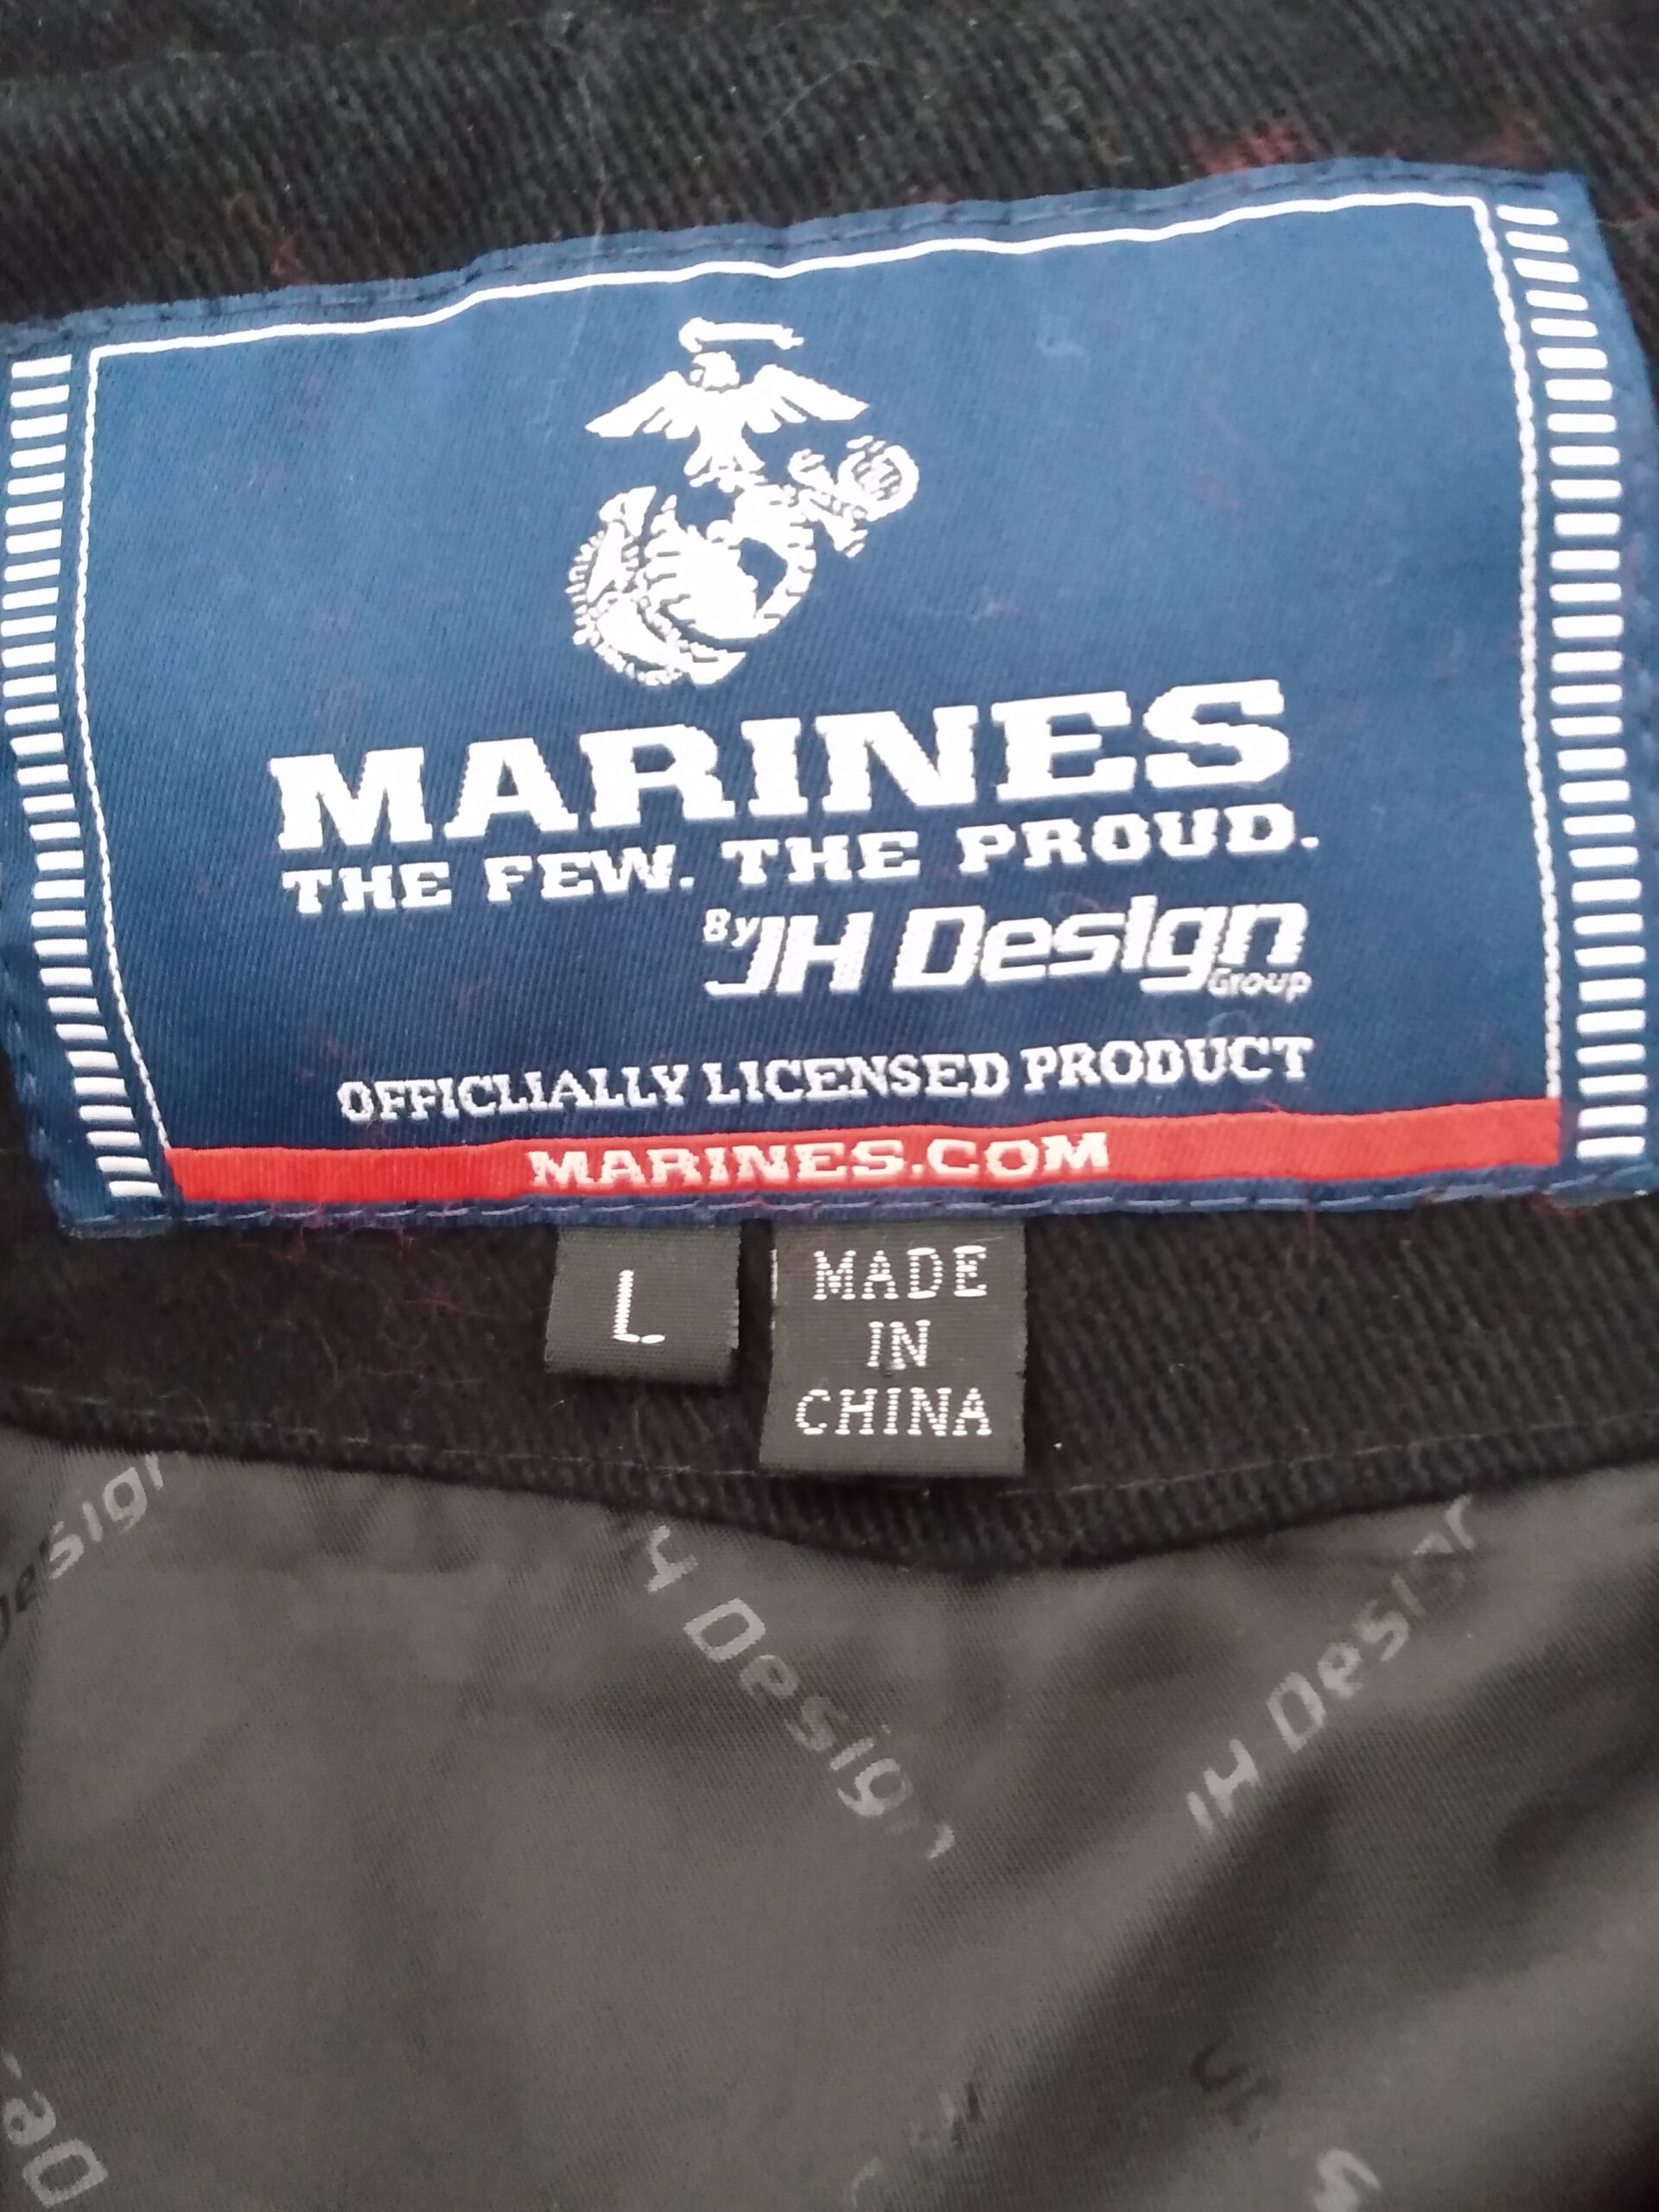 MARINES
THE FEW. THE PROUD.
By JH Design
Group
OFFICLIALLY LICENSED PRODUCT
MARINES.COM
L
MADE
IN
CHINA
Design
H Design
JH Design